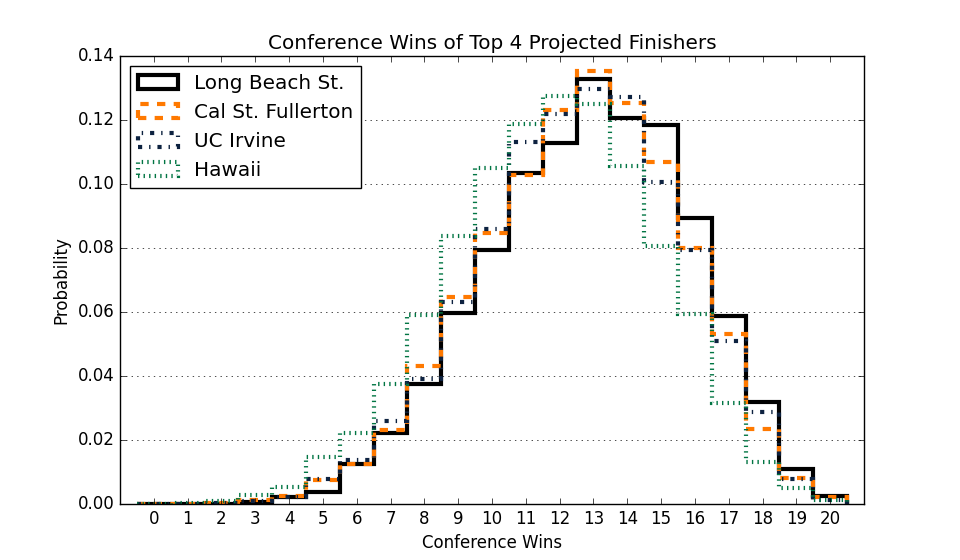 Conference Wins of Top 4 Projected Finishers
Long Beach St.
Cal St. Fullerton
UC Irvine
Hawaii
Probability
0.14
0.12
0.10
0.08
0.06
0.04
0.02
0.00
0 1 2 3 4 5 6 7 8 9 10 11 12 13 14 15 16 17 18 19 20
Conference Wins